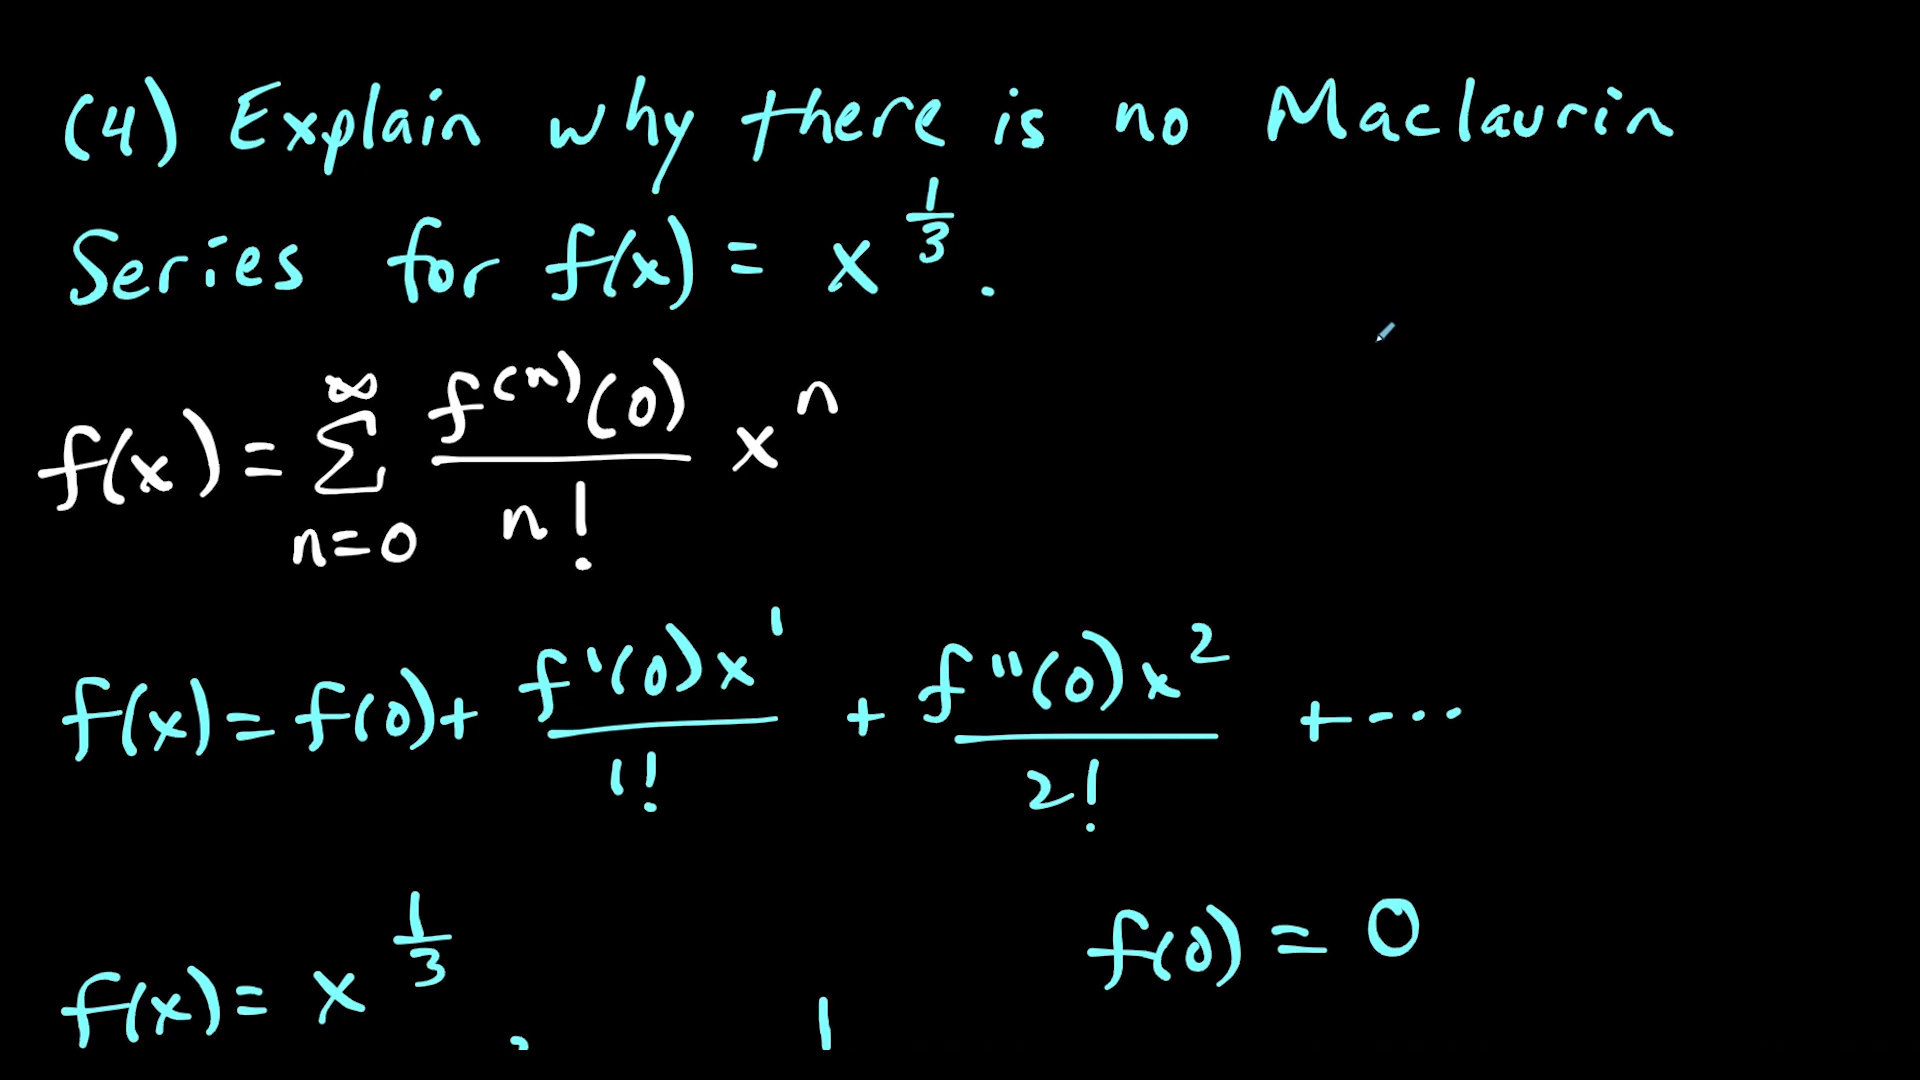 (4) Explain why there is no Maclaurin
Series for f(x) = x^(1/3).
f(x) = ∑_{n=0}^{∞} f^(n)(0)/n! x^n
f(x) = f(0) + f'(0)x^1/1! + f''(0)x^2/2! + ...
f(x) = x^(1/3) f(0) = 0